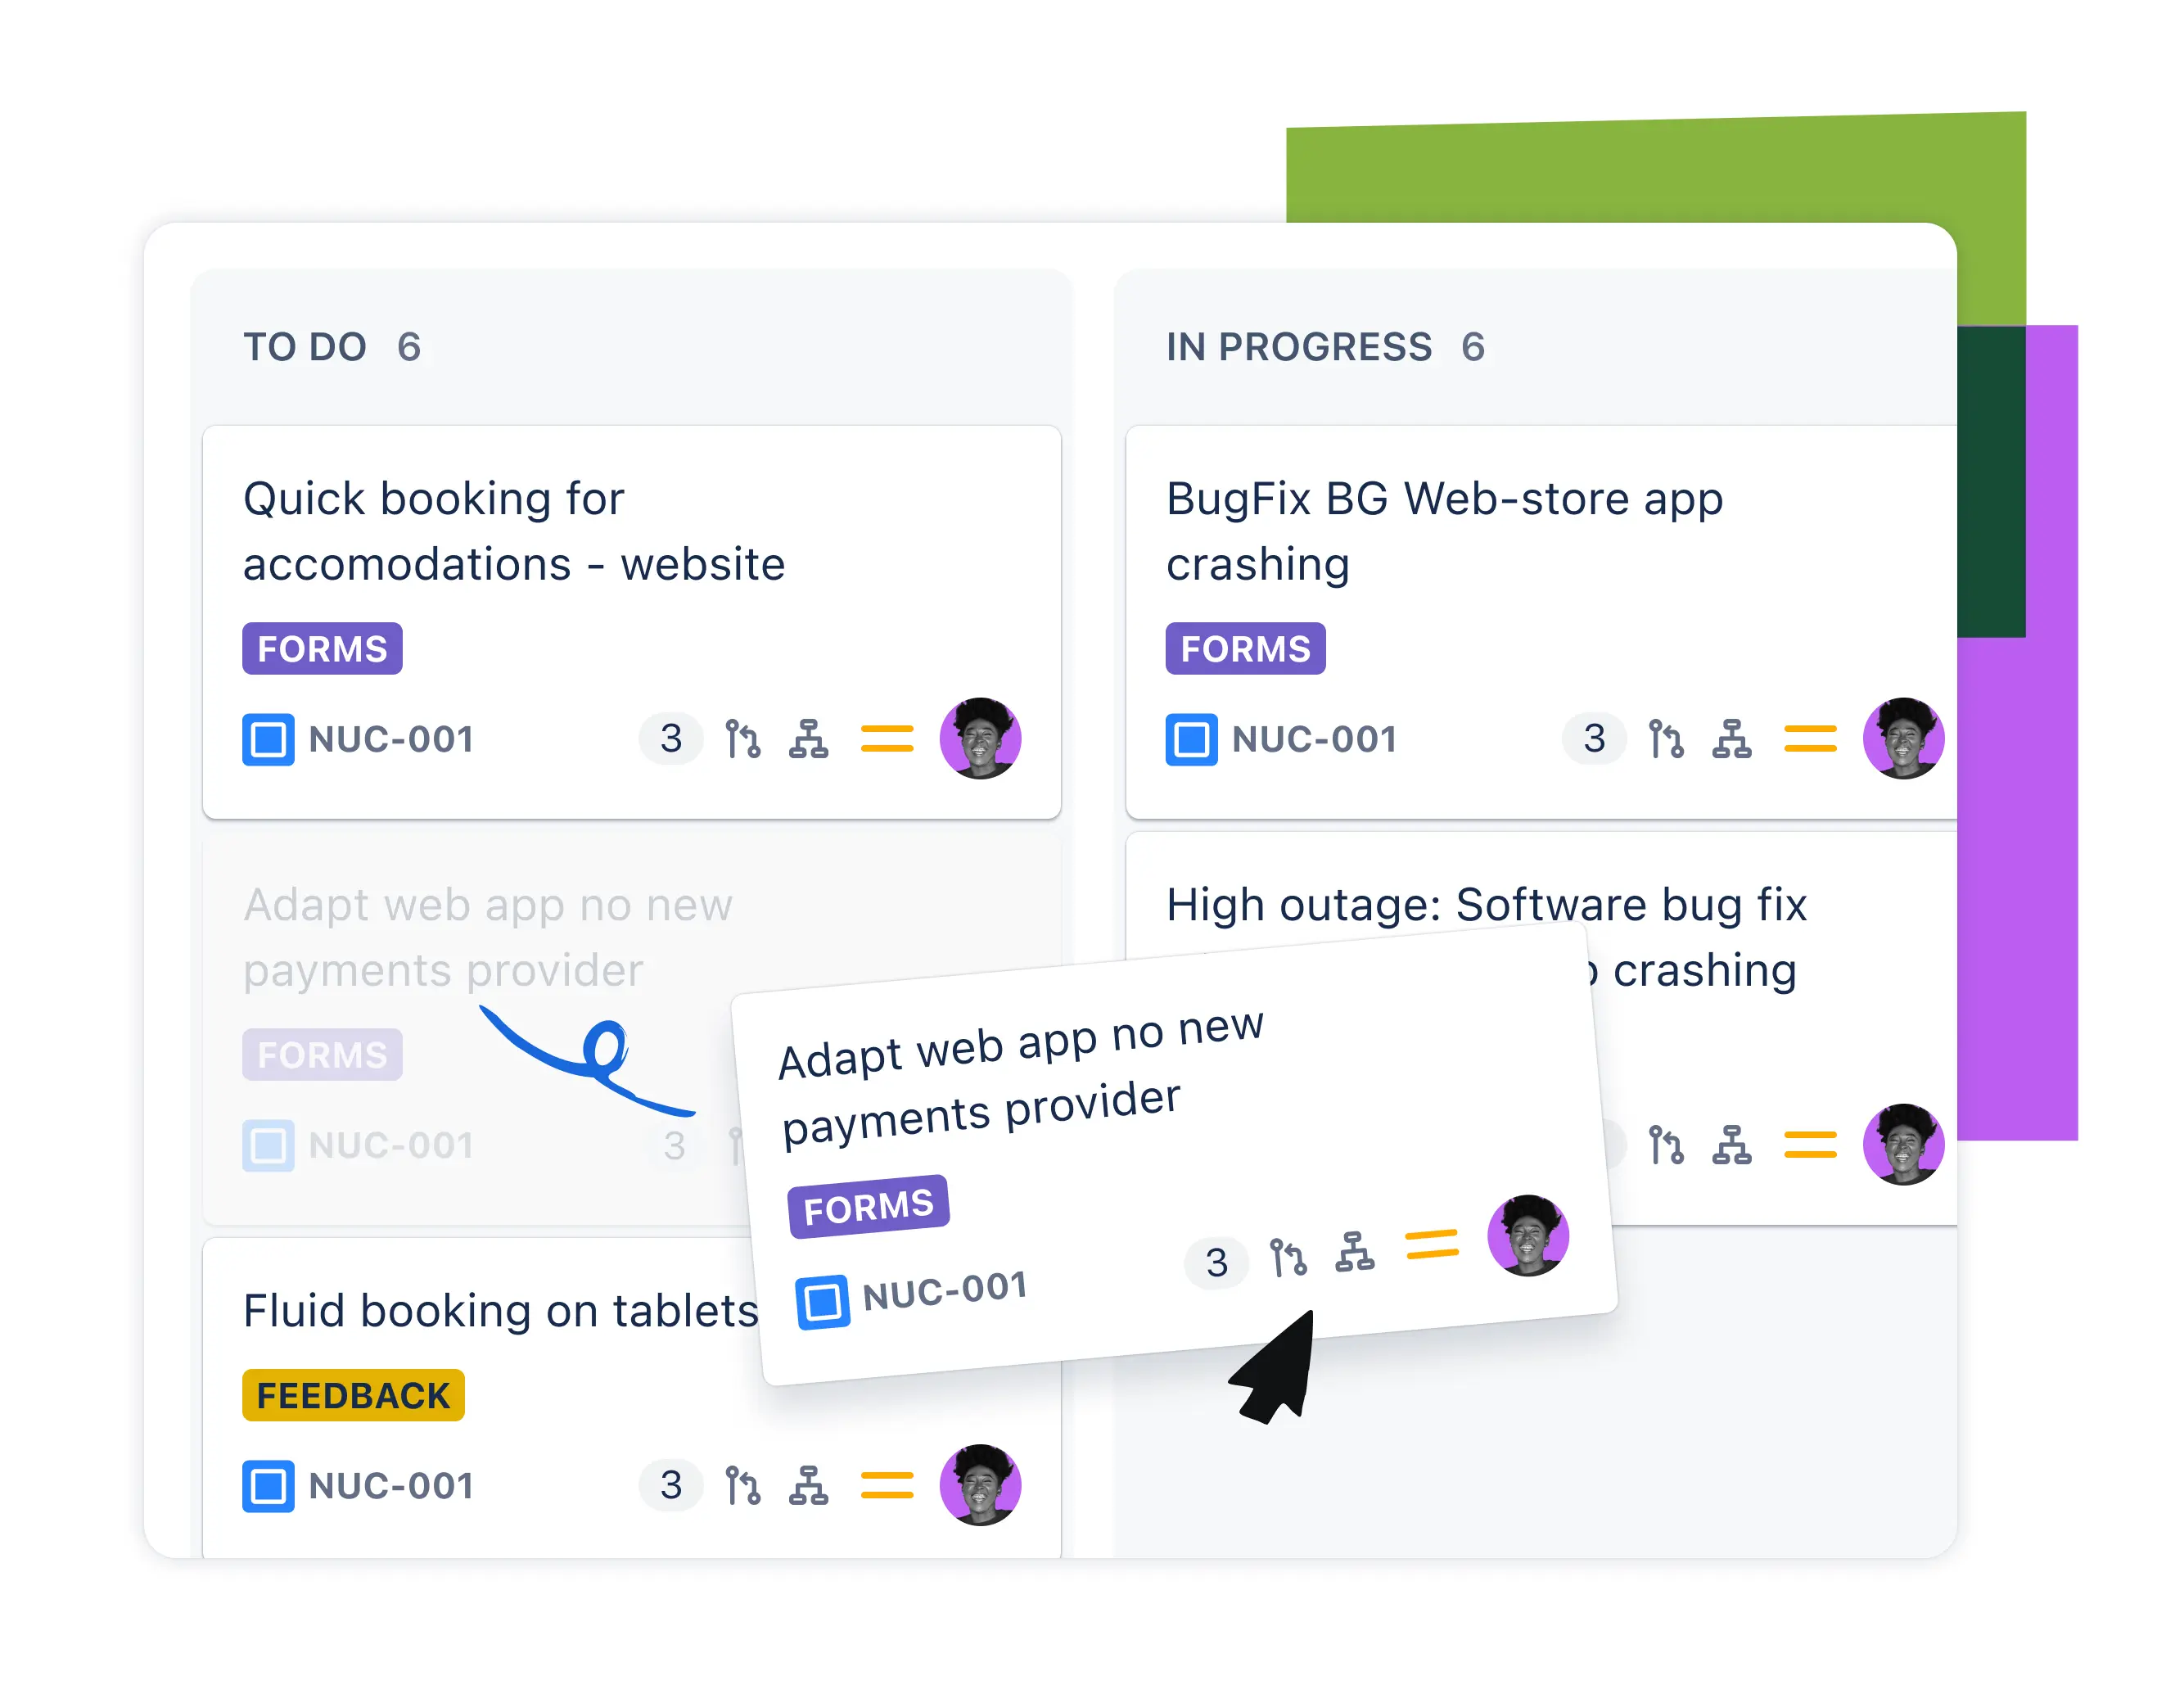 TO DO 6
Quick booking for
accomodations - website
FORMS
NUC-001 3
Adapt web app no new
payments provider
FORMS
NUC-001 3
Fluid booking on tablets
FEEDBACK
NUC-001 3
IN PROGRESS 6
BugFix BG Web-store app
crashing
FORMS
NUC-001 3
High outage: Software bug fix
crashing
Adapt web app no new
payments provider
FORMS
NUC-001 3